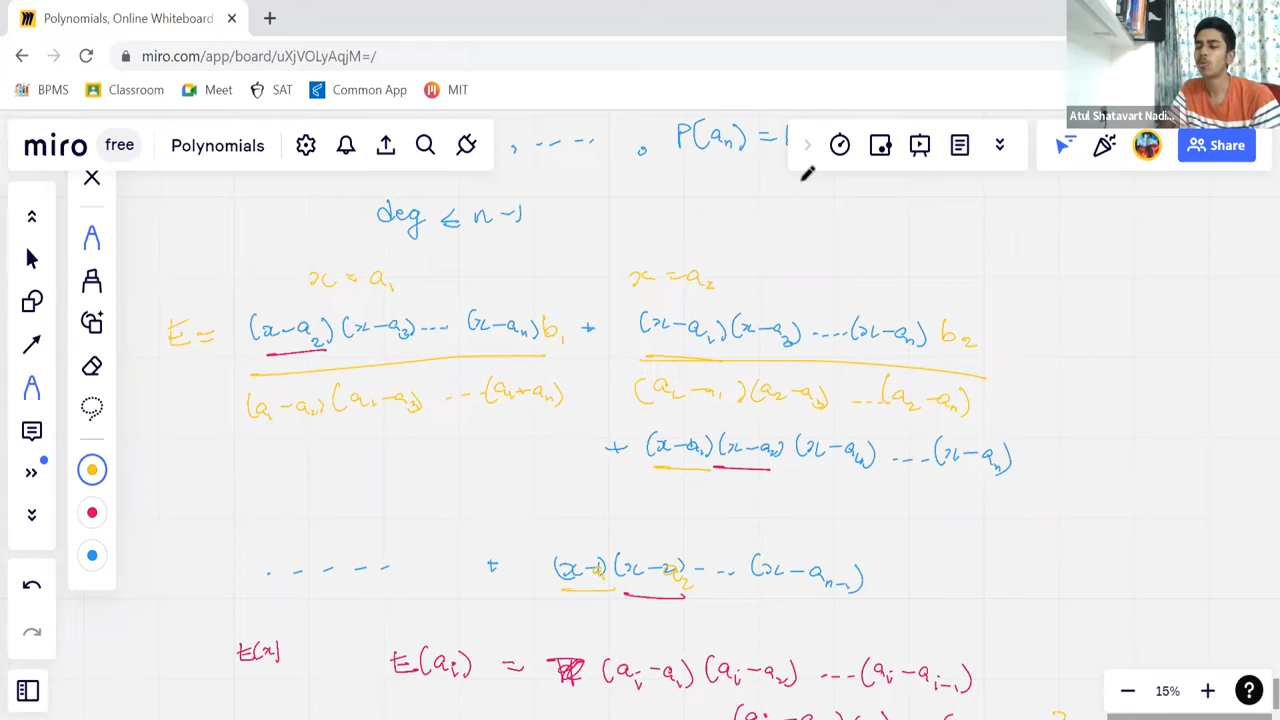 Polynomials, Online Whiteboard
miro.com/app/board/uXjVOLyAqjM=/
BPMS Classroom Meet SAT Common App MIT
Atul Shatavart Nadi...
miro free Polynomials Share
, ---- . P(aₙ) =
deg ≤ n-1
x = a₁ x = a₂
E = (x-a₂)(x-a₃)....(x-aₙ)b₁ + (x-a₁)(x-a₃)....(x-aₙ) b₂
(a₁-a₂)(a₁-a₃) ...(a₁-aₙ) (a₂-a₁)(a₂-a₃) ...(a₂-aₙ)
+ (x-a₁)(x-a₂)(x-a₄) ....(x-aₙ)
. - - - - - + (x-a₁)(x-a₂)-...(x-aₙ₋₁)
E(x) E(aᵢ) = (aᵢ-a₁)(aᵢ-a₂) ...(aᵢ-aᵢ₋₁)
15%